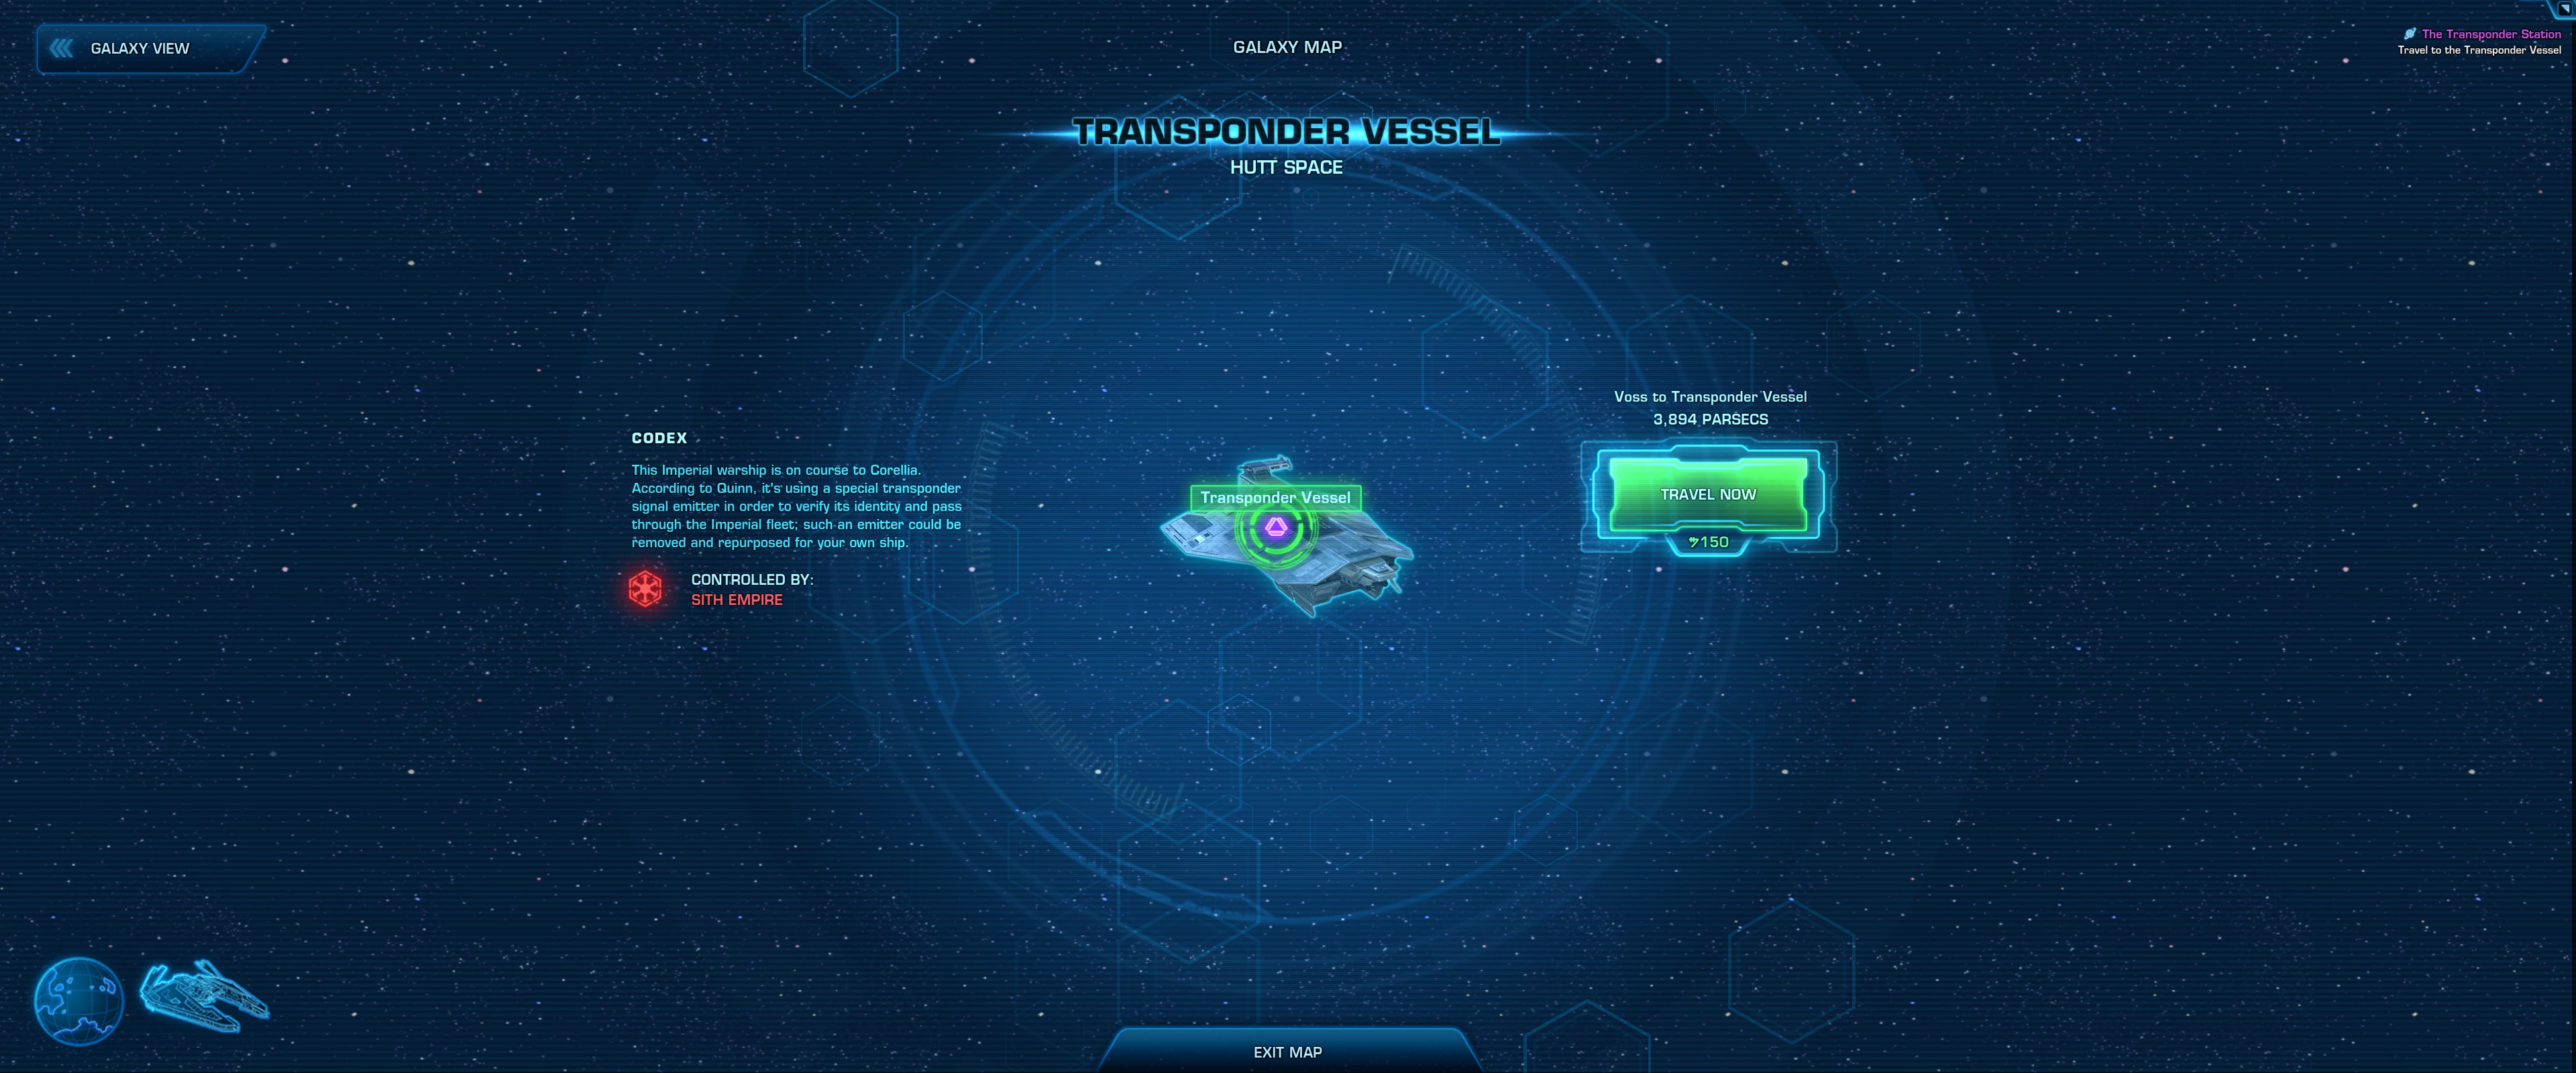 GALAXY VIEW
GALAXY MAP
The Transponder Station
Travel to the Transponder Vessel
TRANSPONDER VESSEL
HUTT SPACE
CODEX
This Imperial warship is on course to Corellia.
According to Quinn, it's using a special transponder
signal emitter in order to verify its identity and pass
through the Imperial fleet; such an emitter could be
removed and repurposed for your own ship.
CONTROLLED BY:
SITH EMPIRE
Transponder Vessel
Voss to Transponder Vessel
3,894 PARSECS
TRAVEL NOW
150
EXIT MAP